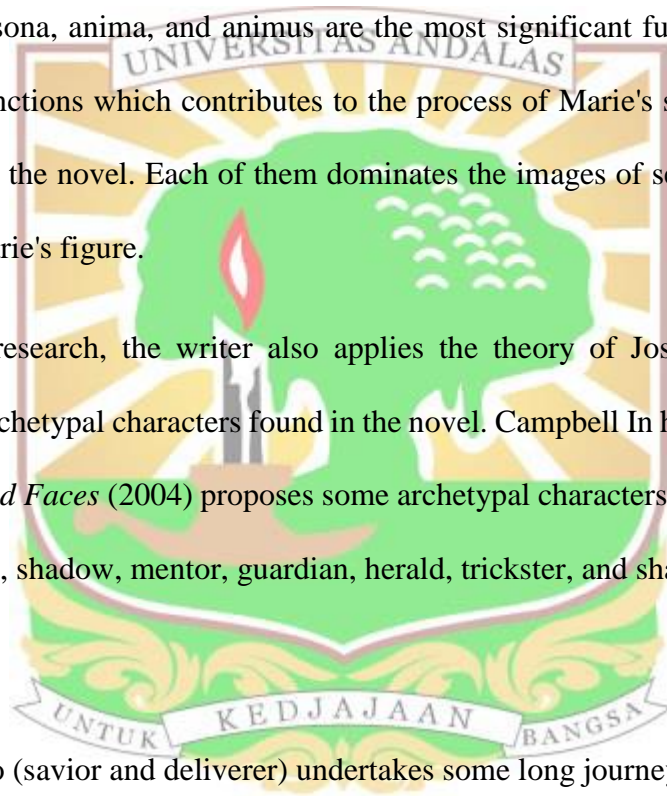 sona, anima, and animus are the most significant fu
UNIVERSITAS ANDALAS
nctions which contributes to the process of Marie's s
the novel. Each of them dominates the images of s
rie's figure.
research, the writer also applies the theory of Jos
chetypal characters found in the novel. Campbell In h
d Faces (2004) proposes some archetypal characters
, shadow, mentor, guardian, herald, trickster, and sha
UNTUK KEDJAJAAN BANGSA
o (savior and deliverer) undertakes some long journey